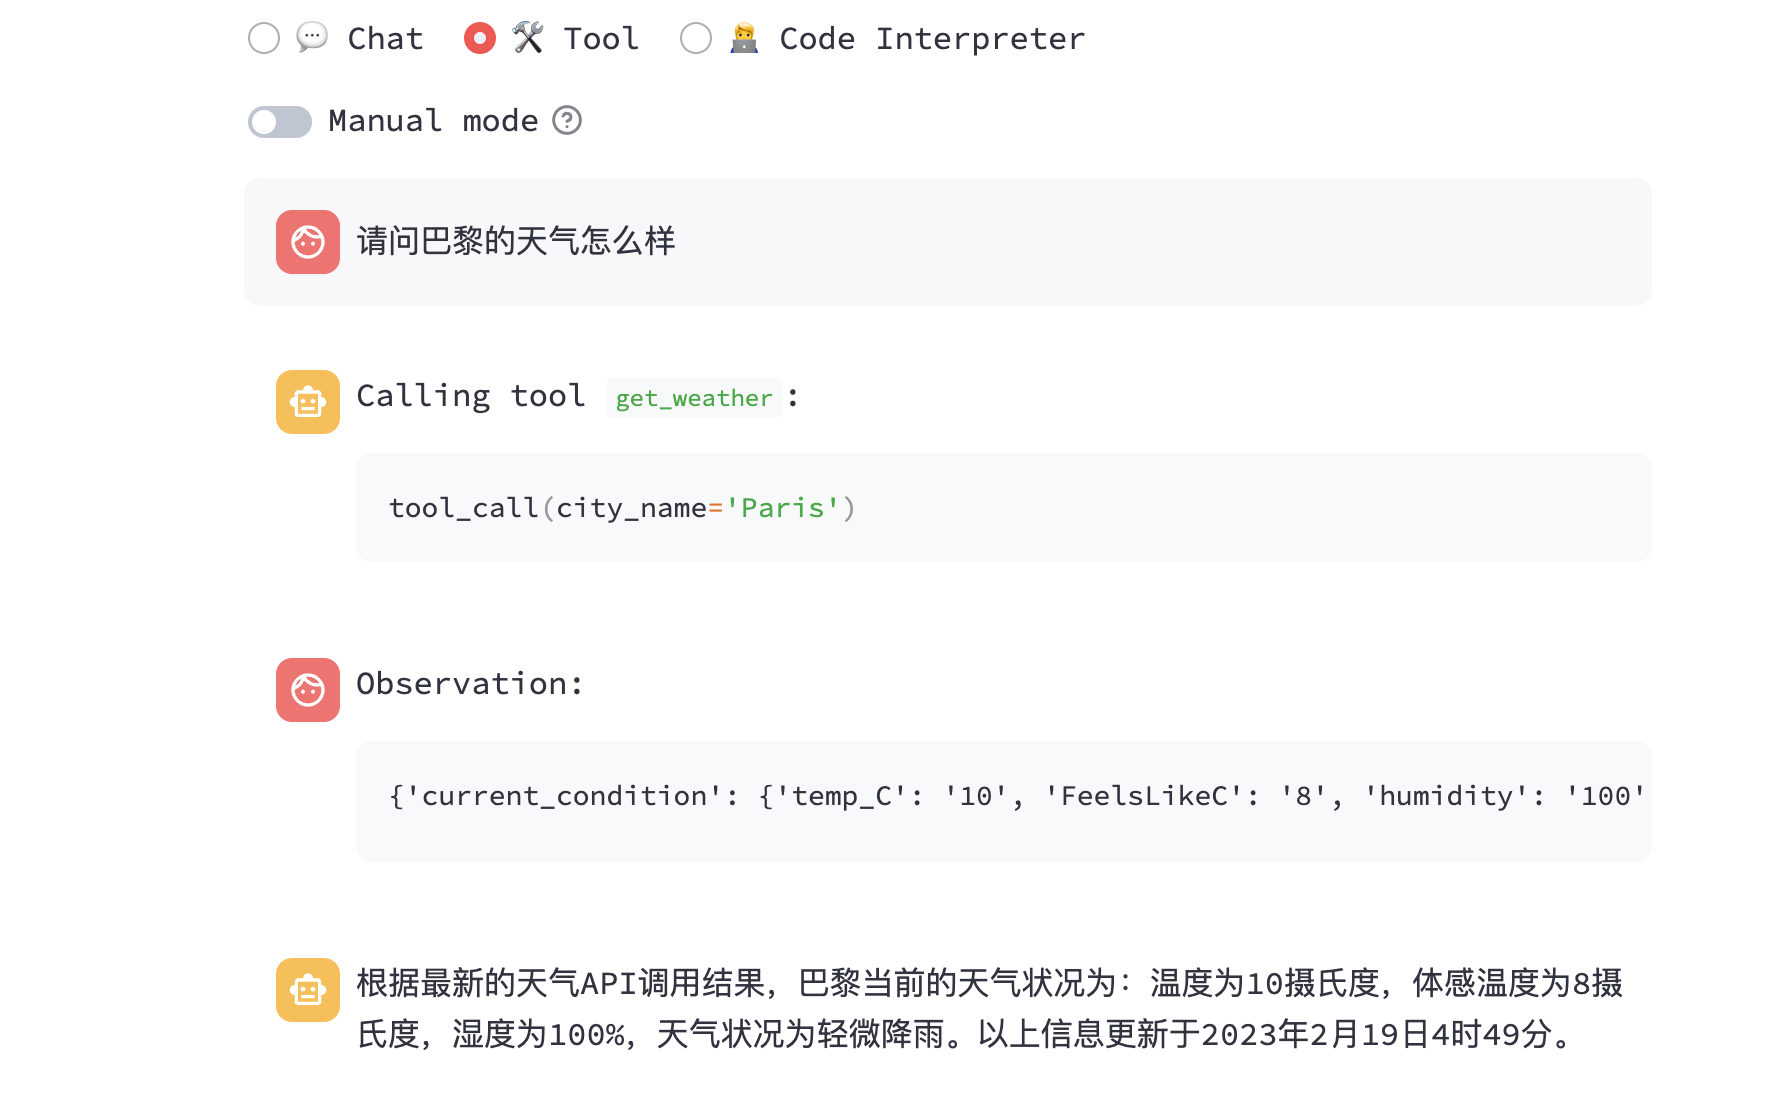 Chat Tool Code Interpreter
Manual mode
请问巴黎的天气怎么样
Calling tool get_weather:
tool_call(city_name='Paris')
Observation:
{'current_condition': {'temp_C': '10', 'FeelsLikeC': '8', 'humidity': '100'
根据最新的天气API调用结果，巴黎当前的天气状况为：温度为10摄氏度，体感温度为8摄
氏度，湿度为100%，天气状况为轻微降雨。以上信息更新于2023年2月19日4时49分。